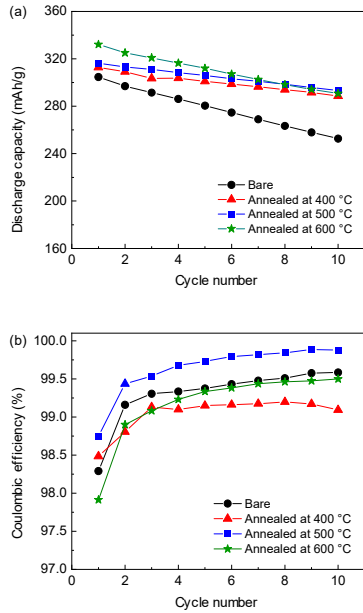 (a)
360
320
280
240
200
160
Discharge capacity (mAh/g)
Bare
Annealed at 400 °C
Annealed at 500 °C
Annealed at 600 °C
0 2 4 6 8 10
Cycle number
(b)
100.0
99.5
99.0
98.5
98.0
97.5
97.0
Coulombic efficiency (%)
Bare
Annealed at 400 °C
Annealed at 500 °C
Annealed at 600 °C
0 2 4 6 8 10
Cycle number